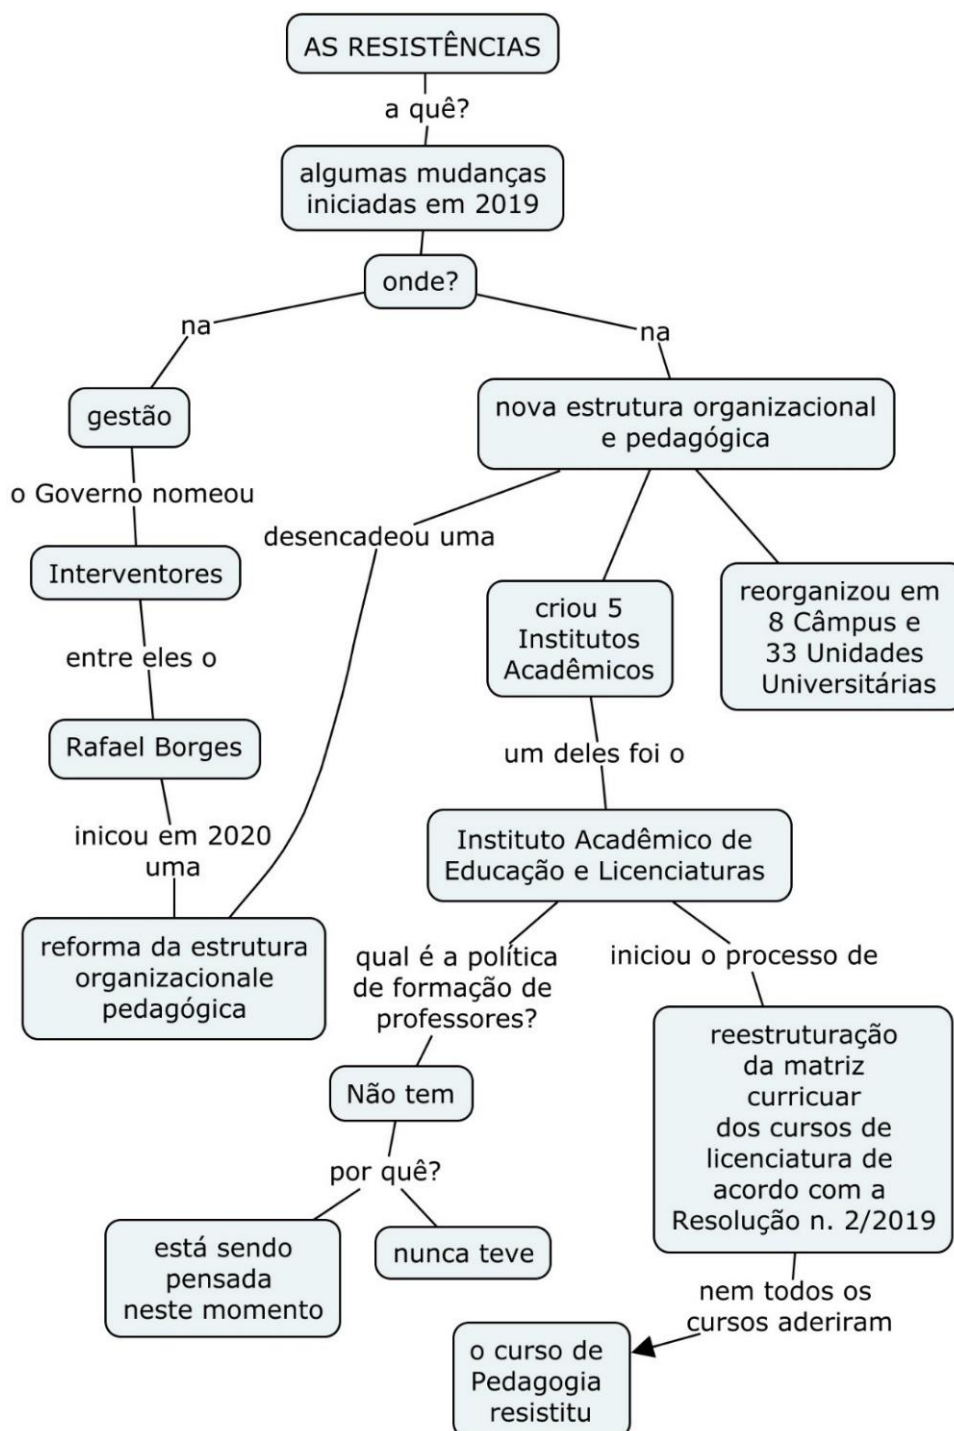 AS RESISTÊNCIAS
a quê?
algumas mudanças
iniciadas em 2019
onde?
na
na
gestão
nova estrutura organizacional
e pedagógica
o Governo nomeou
desencadeou uma
Interventores
criou 5
Institutos
Acadêmicos
reorganizou em
8 Câmpus e
33 Unidades
Universitárias
entre eles o
Rafael Borges
um deles foi o
inicou em 2020
uma
Instituto Acadêmico de
Educação e Licenciaturas
reforma da estrutura
organizacionale
pedagógica
qual é a política
de formação de
professores?
iniciou o processo de
Não tem
reestruturação
da matriz
curricuar
dos cursos de
licenciatura de
acordo com a
Resolução n. 2/2019
por quê?
está sendo
pensada
neste momento
nunca teve
nem todos os
cursos aderiram
o curso de
Pedagogia
resistitu